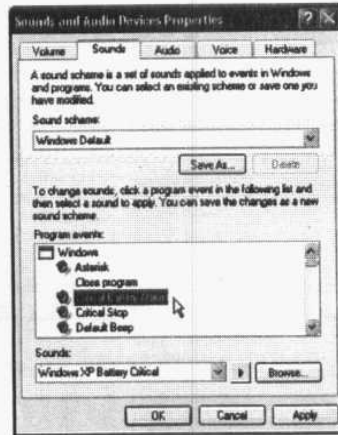 Sounds and Audio Devices Properties
Volume Sounds Audio Voice Hardware
A sound scheme is a set of sounds applied to events in Windows
and programs. You can select an existing scheme or save one you
have modified.
Sound scheme:
Windows Default
Save As... Delete
To change sounds, click a program event in the following list and
then select a sound to apply. You can save the changes as a new
sound scheme.
Program events:
Windows
Asterisk
Close program
Critical Stop
Default Beep
Sounds:
Windows XP Battery Critical Browse...
OK Cancel Apply